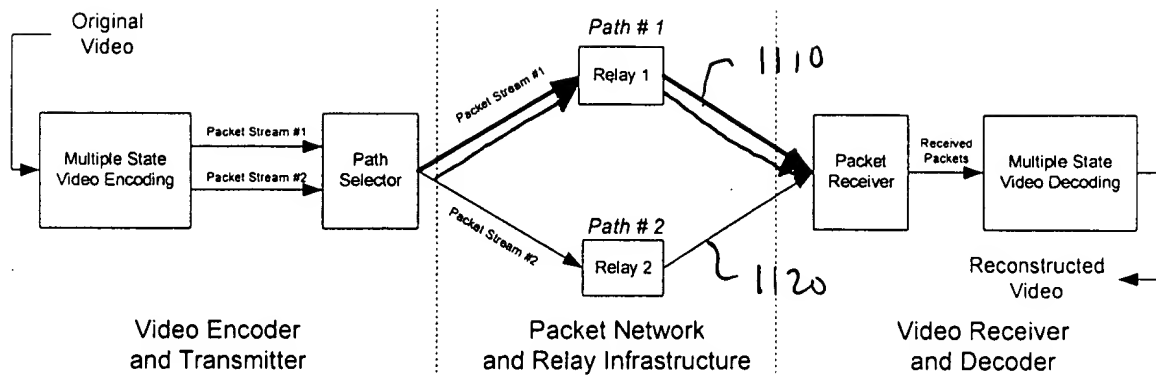 Original
Video
Multiple State
Video Encoding
Packet Stream #1
Packet Stream #2
Path
Selector
Packet Stream #1
Packet Stream #2
Path # 1
Relay 1
1110
Path # 2
Relay 2
1120
Packet
Receiver
Received
Packets
Multiple State
Video Decoding
Reconstructed
Video
Video Encoder
and Transmitter
Packet Network
and Relay Infrastructure
Video Receiver
and Decoder